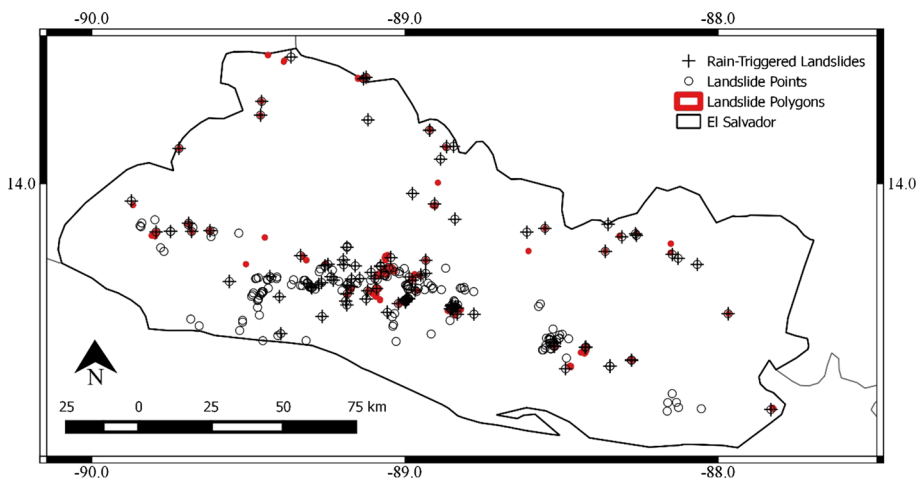 -90.0 -89.0 -88.0
Rain-Triggered Landslides
Landslide Points
Landslide Polygons
El Salvador
14.0 14.0
N
25 0 25 50 75 km
-90.0 -89.0 -88.0